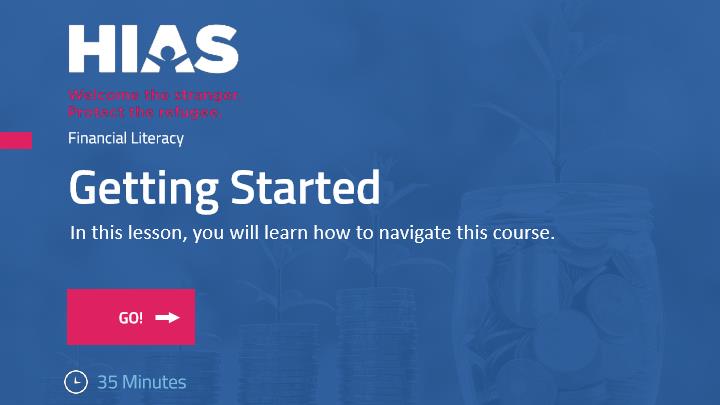 HIAS
Welcome the stranger.
Protect the refugee.
Financial Literacy
Getting Started
In this lesson, you will learn how to navigate this course.
GO!
35 Minutes